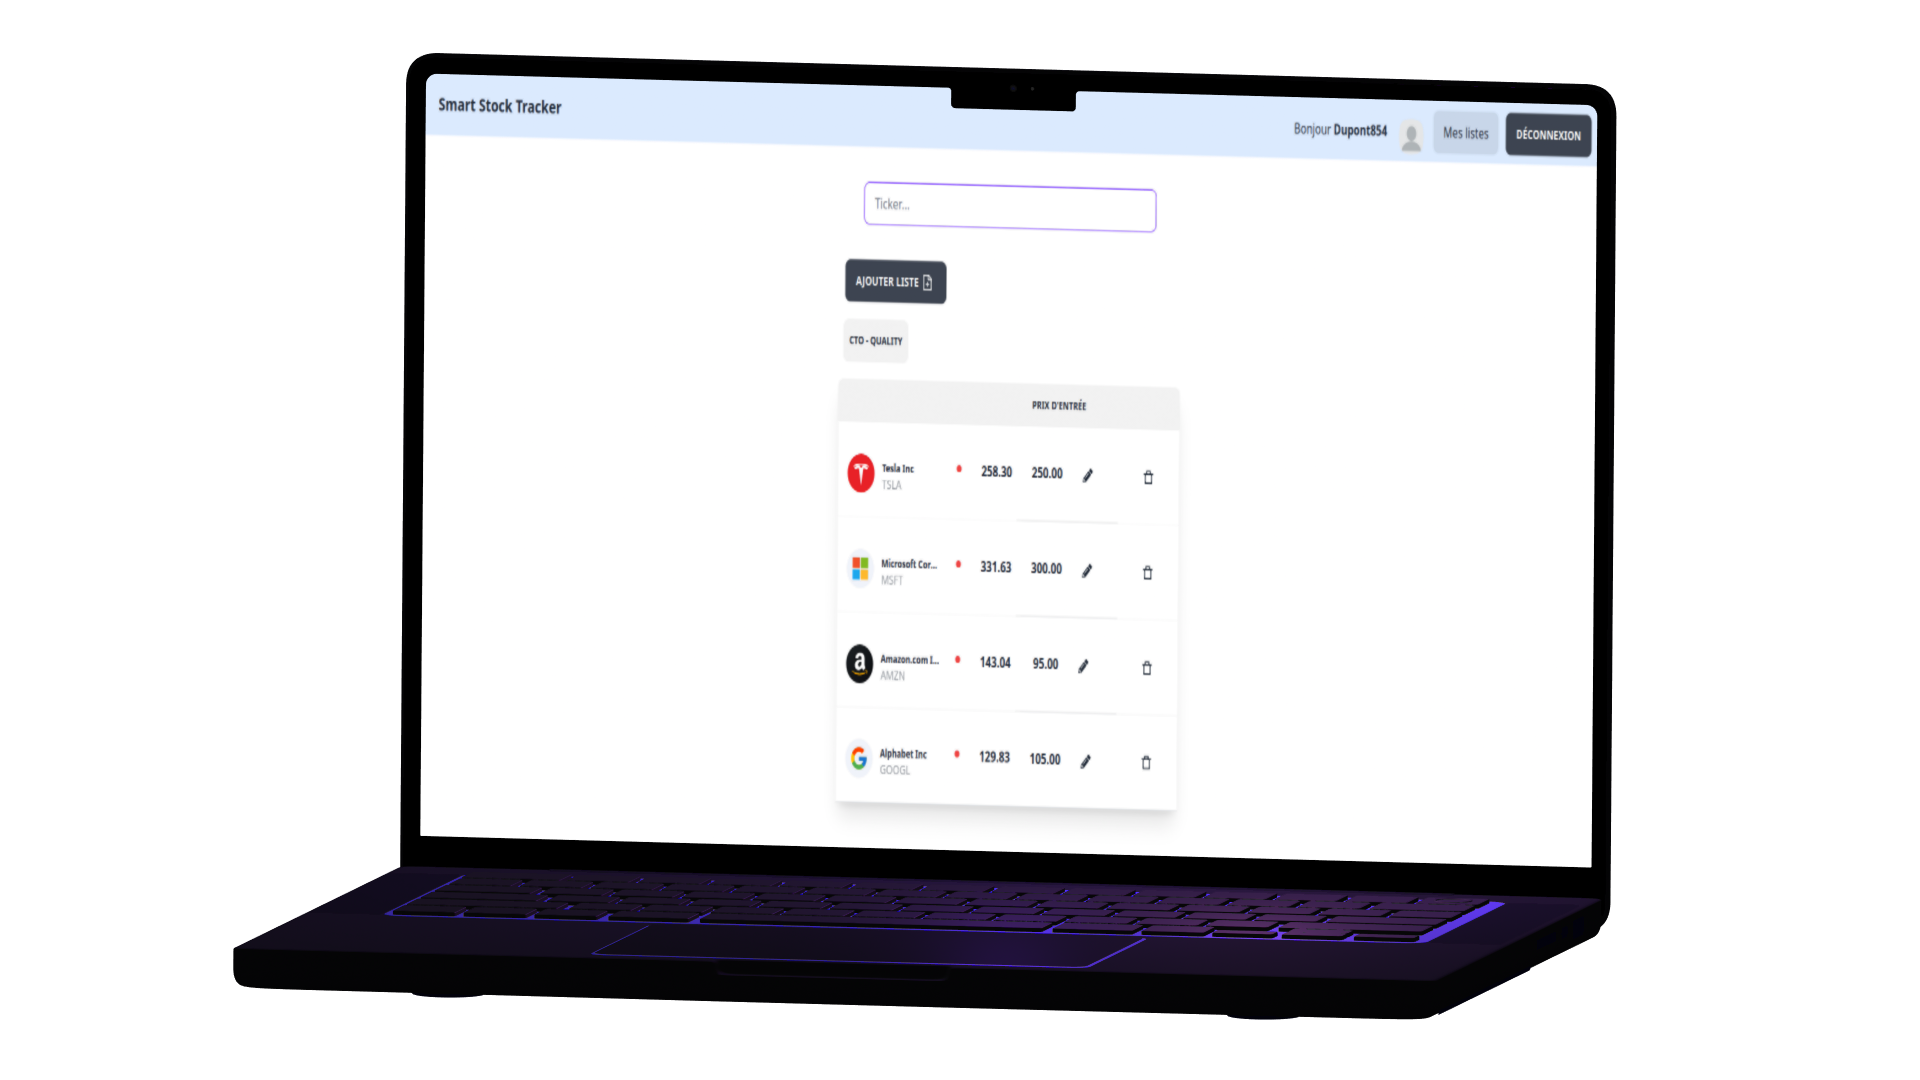 Smart Stock Tracker
Bonjour Dupont854
Mes listes
DÉCONNEXION
Ticker...
AJOUTER LISTE
CTO - QUALITY
PRIX D'ENTRÉE
Tesla Inc
TSLA
258.30 250.00
Microsoft Cor...
MSFT
331.63 300.00
a
Amazon.com I...
AMZN
143.04 95.00
G
Alphabet Inc
GOOGL
129.83 105.00